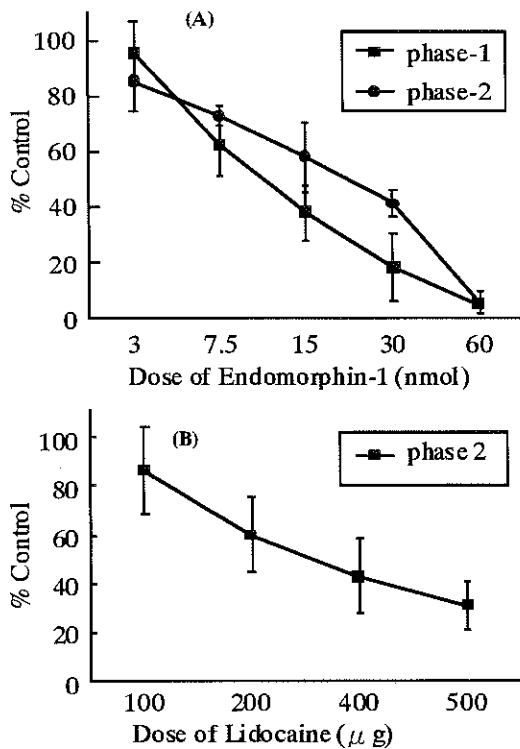 (A)
phase-1
phase-2
% Control
100
80
60
40
20
0
3 7.5 15 30 60
Dose of Endomorphin-1 (nmol)
(B)
phase 2
% Control
100
80
60
40
20
0
100 200 400 500
Dose of Lidocaine (μ g)